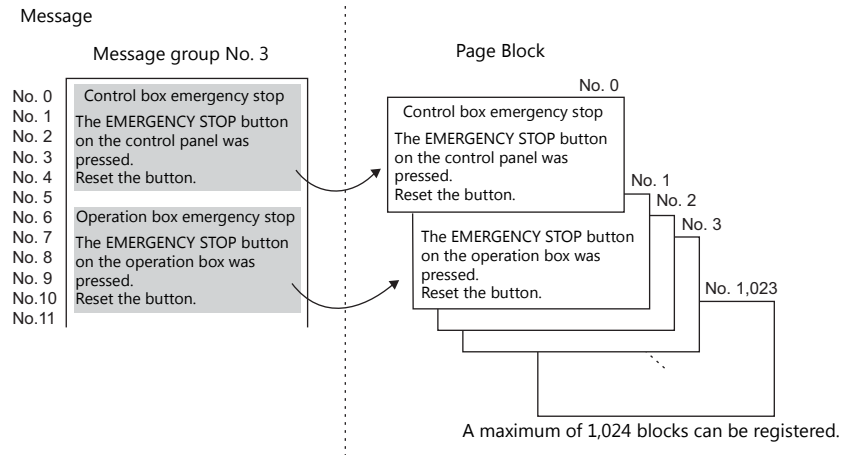 Message
Message group No. 3
No. 0
No. 1
No. 2
No. 3
No. 4
No. 5
No. 6
No. 7
No. 8
No. 9
No.10
No.11
Control box emergency stop
The EMERGENCY STOP button
on the control panel was
pressed.
Reset the button.
Operation box emergency stop
The EMERGENCY STOP button
on the operation box was
pressed.
Reset the button.
Page Block
No. 0
Control box emergency stop
The EMERGENCY STOP button
on the control panel was
pressed.
Reset the button.
No. 1
The EMERGENCY STOP button
on the operation box was
pressed.
Reset the button.
No. 2
No. 3
No. 1,023
A maximum of 1,024 blocks can be registered.